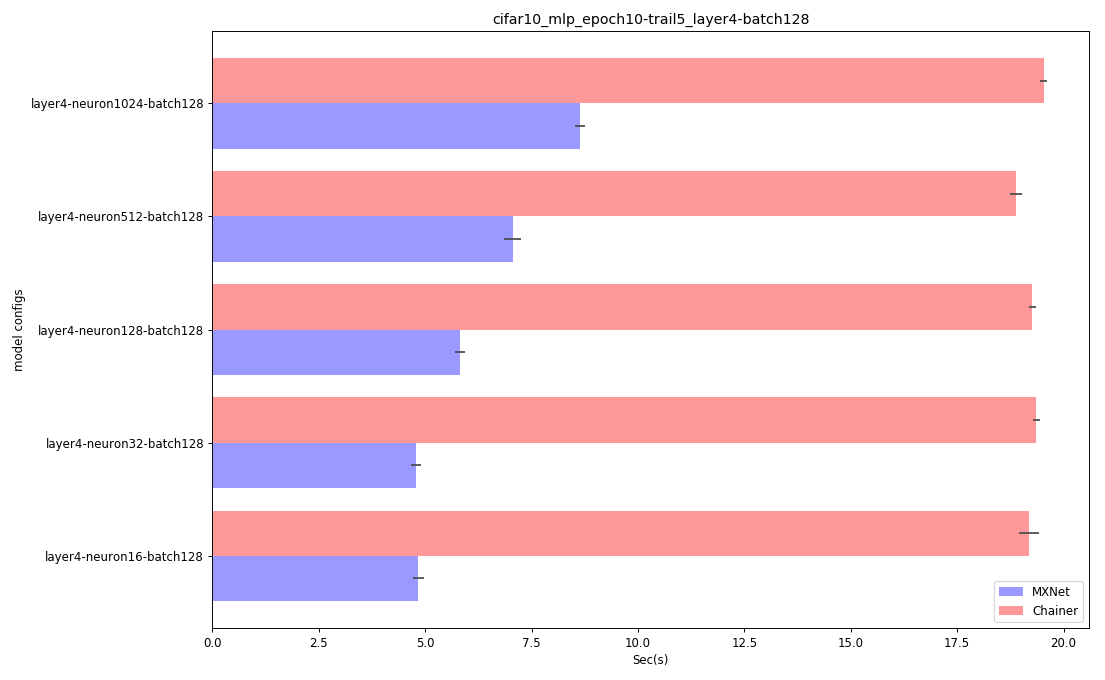 cifar10_mlp_epoch10-trail5_layer4-batch128
layer4-neuron1024-batch128
layer4-neuron512-batch128
model configs
layer4-neuron128-batch128
layer4-neuron32-batch128
layer4-neuron16-batch128
MXNet
Chainer
0.0 2.5 5.0 7.5 10.0 12.5 15.0 17.5 20.0
Sec(s)